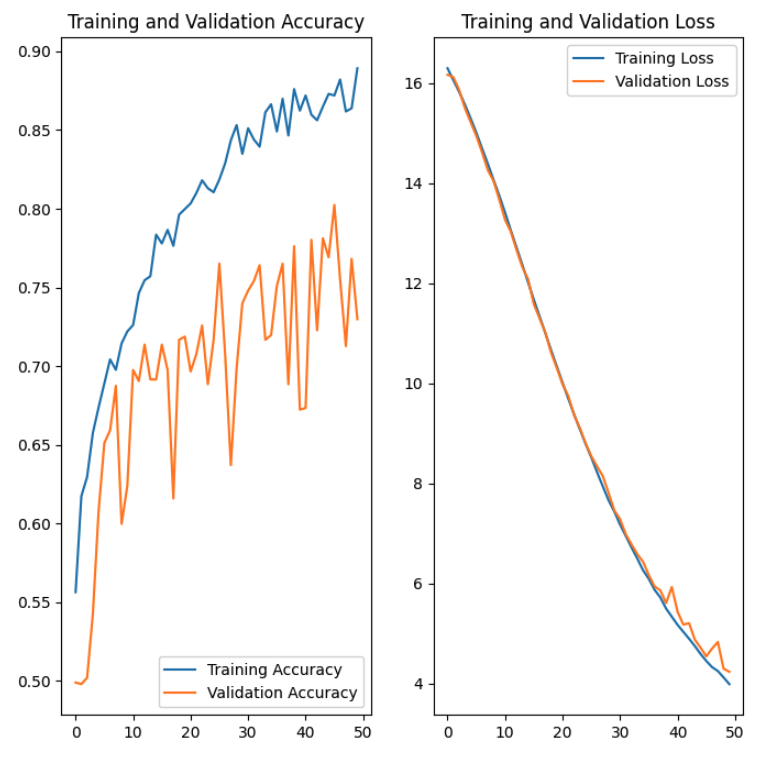 Training and Validation Accuracy
0.90
0.85
0.80
0.75
0.70
0.65
0.60
0.55
0.50
0 10 20 30 40 50
Training Accuracy
Validation Accuracy
Training and Validation Loss
16
14
12
10
8
6
4
0 10 20 30 40 50
Training Loss
Validation Loss